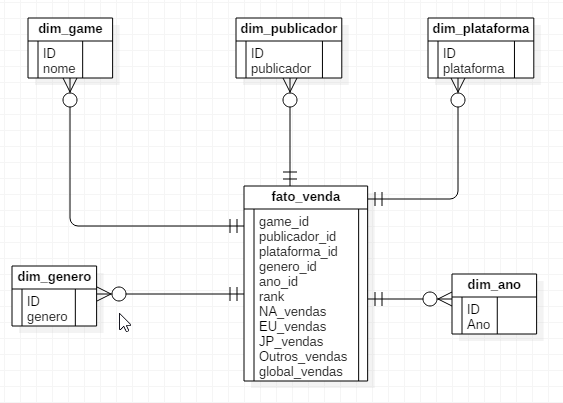 dim_game
ID
nome
dim_publicador
ID
publicador
dim_plataforma
ID
plataforma
fato_venda
game_id
publicador_id
plataforma_id
genero_id
ano_id
rank
NA_vendas
EU_vendas
JP_vendas
Outros_vendas
global_vendas
dim_genero
ID
genero
dim_ano
ID
Ano